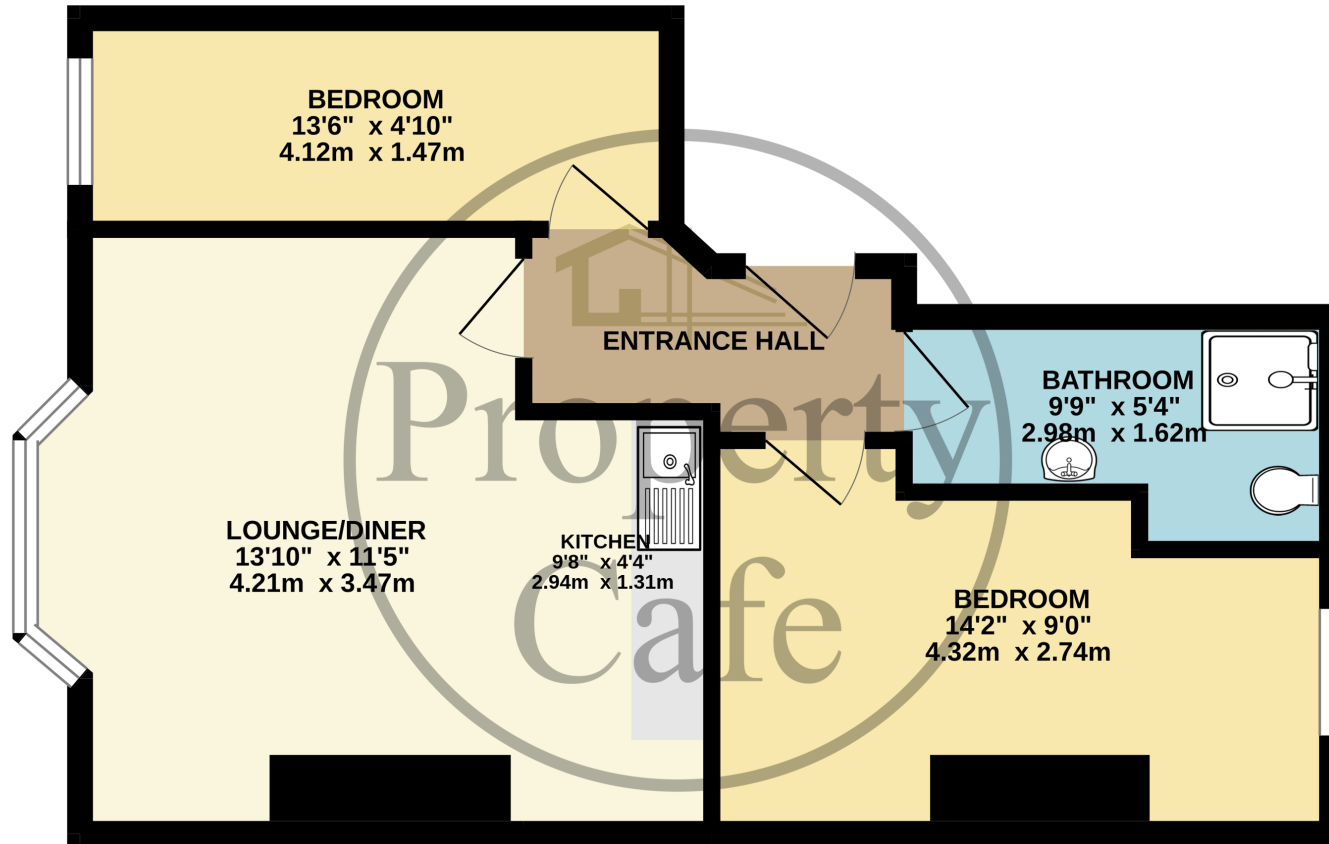 BEDROOM
13'6" x 4'10"
4.12m x 1.47m
ENTRANCE HALL
BATHROOM
9'9" x 5'4"
2.98m x 1.62m
LOUNGE/DINER
13'10" x 11'5"
4.21m x 3.47m
KITCHEN
9'8" x 4'4"
2.94m x 1.31m
BEDROOM
14'2" x 9'0"
4.32m x 2.74m
Property
Cafe